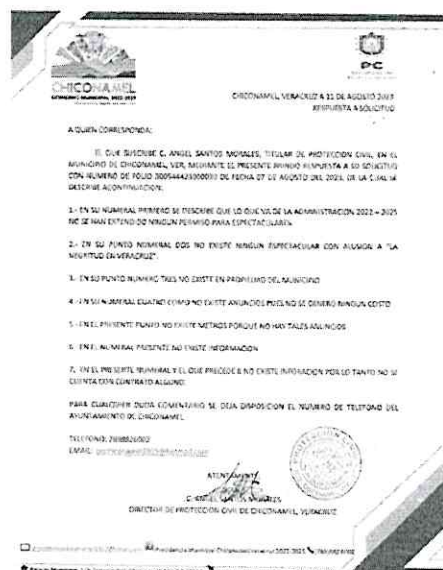 CHICONAMEL
PC
CHICONAMEL, VERACRUZ A 11 DE AGOSTO 2023
RESPUESTA A SOLICITUD
A QUIEN CORRESPONDA:
EL QUE SUSCRIBE C. ANGEL SANTOS MORALES, TITULAR DE PROTECCION CIVIL, EN EL
MUNICIPIO DE CHICONAMEL, VER, MEDIANTE EL PRESENTE RESPUESTA A SU SOLICITUD
CON NUMERO DE FOLIO DE FECHA 07 DE AGOSTO DEL 2023, DE LA CUAL SE
DESCRIBE ACONTINUACION:
1.- EN SU NUMERAL PRIMERO SE DESCRIBE QUE LO QUE VA DE LA ADMINISTRACION 2022 – 2025
NO SE HAN EXTENDIDO NINGUN PERMISO PARA ESPECTACULARES
2.- EN SU PUNTO NUMERAL DOS NO EXISTE NINGUN ESPECTACULAR CON ALUSION A "LA
NEGRITUD EN VERACRUZ".
3.- EN SU PUNTO NUMERO TRES NO EXISTE EN PROPIEDAD DEL MUNICIPIO
4.- EN SU NUMERAL CUATRO COMO NO EXISTE ANUNCIOS PUES NO SE GENERO NINGUN COSTO
5.- EN EL PRESENTE PUNTO NO EXISTE METROS PORQUE NO HAY TALES ANUNCIOS
6.- EN EL NUMERAL PRESENTE NO EXISTE INFORMACION
7.- EN EL PRESENTE NUMERAL Y EL QUE PRECEDE 8 NO EXISTE POR LO TANTO NO SE
CUENTA CON CONTRATO ALGUNO.
PARA CUALQUIER DUDA COMENTARIO SE DEJA DISPOSICION EL NUMERO DE TELEFONO DEL
AYUNTAMIENTO DE CHICONAMEL.
TELEFONO:
EMAIL:
ATENTAMENTE
C. ANGEL SANTOS MORALES
DIRECTOR DE PROTECCION CIVIL DE CHICONAMEL, VERACRUZ